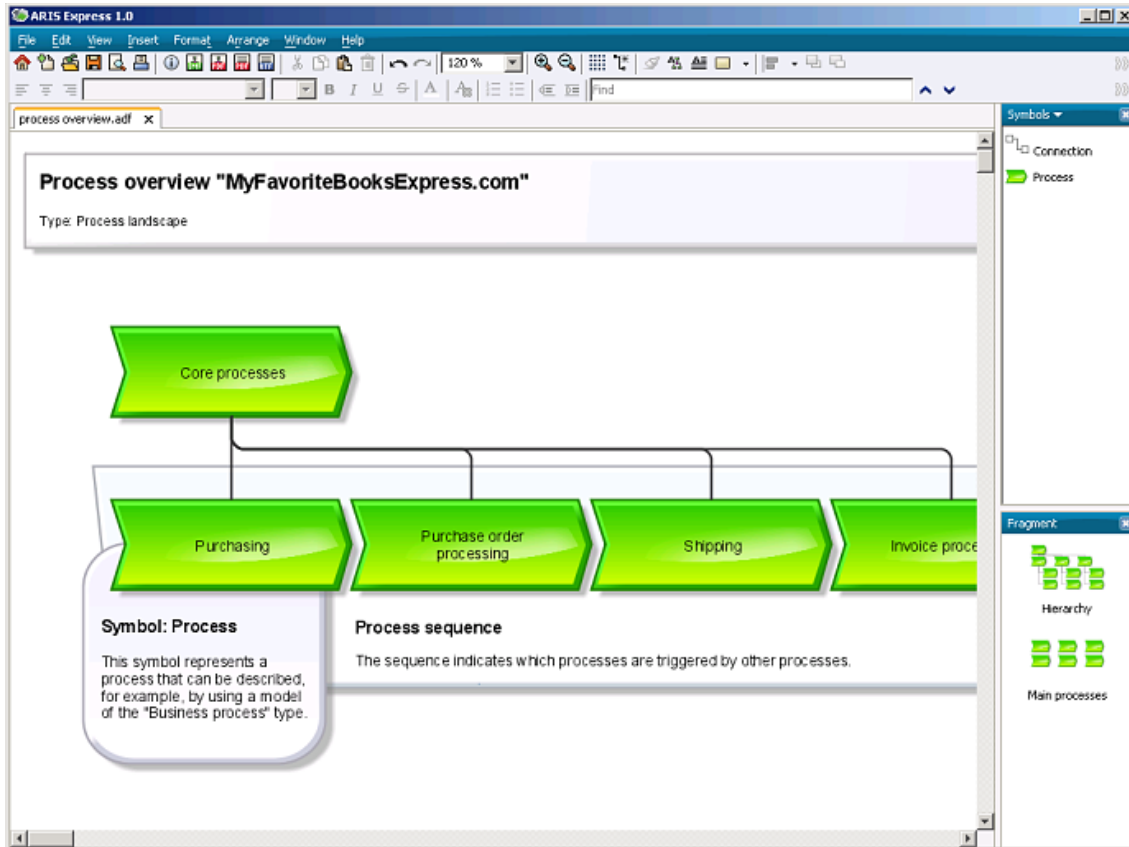 ARIS Express 1.0
File Edit View Insert Format Arrange Window Help
120 %
B I U S A
Find
process overview.adf
Symbols
Connection
Process
Process overview "MyFavoriteBooksExpress.com"
Type: Process landscape
Core processes
Purchasing
Purchase order
processing
Shipping
Invoice proce
Symbol: Process
This symbol represents a
process that can be described,
for example, by using a model
of the "Business process" type.
Process sequence
The sequence indicates which processes are triggered by other processes.
Fragment
Hierarchy
Main processes